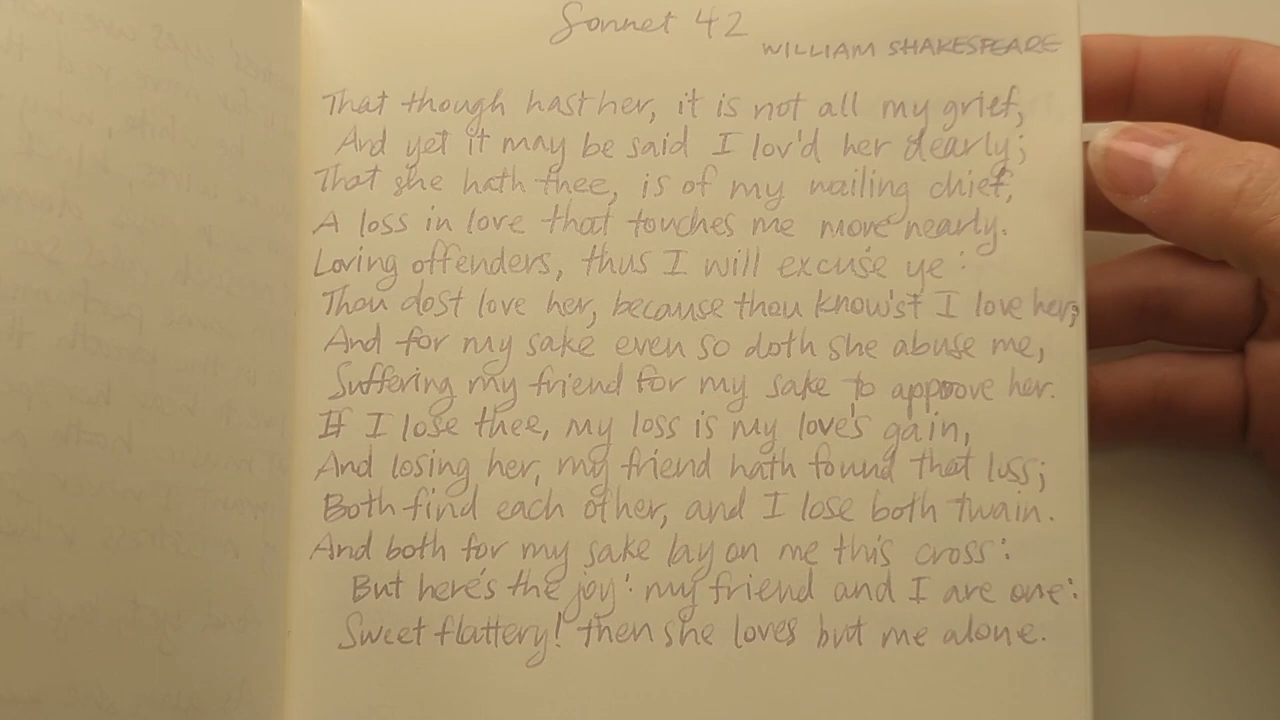 Sonnet 42
WILLIAM SHAKESPEARE
That though hast her, it is not all my grief,
And yet it may be said I lov'd her dearly;
That she hath thee, is of my wailing chief,
A loss in love that touches me more nearly.
Loving offenders, thus I will excuse ye:
Thou dost love her, because thou know'st I love her;
And for my sake even so doth she abuse me,
Suffering my friend for my sake to approove her.
If I lose thee, my loss is my love's gain,
And losing her, my friend hath found that loss;
Both find each other, and I lose both twain.
And both for my sake lay on me this cross:
But here's the joy: my friend and I are one:
Sweet flattery! then she loves but me alone.